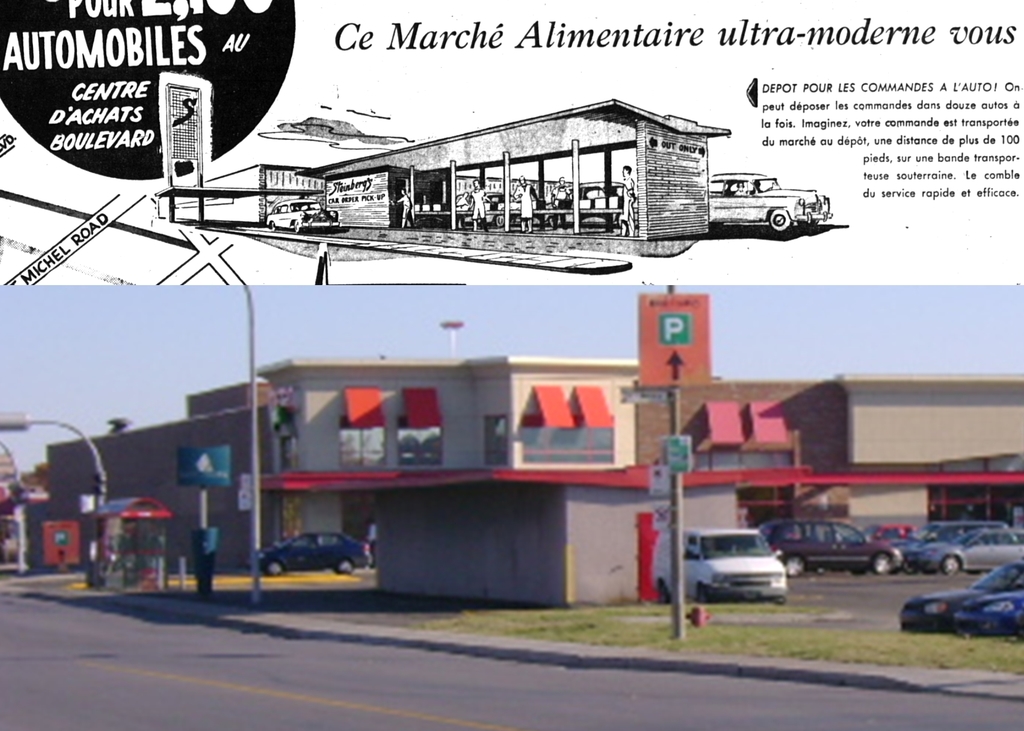 POUR
AUTOMOBILES AU
CENTRE
D'ACHATS
BOULEVARD
MICHEL ROAD
S
Ce Marché Alimentaire ultra-moderne vous
DEPOT POUR LES COMMANDES A L'AUTO! On
peut déposer les commandes dans douze autos à
la fois. Imaginez, votre commande est transportée
du marché au dépôt, une distance de plus de 100
pieds, sur une bande transpor-
teuse souterraine. Le comble
du service rapide et efficace.
Steinberg's
CAR ORDER PICK-UP
OUT ONLY
P
P